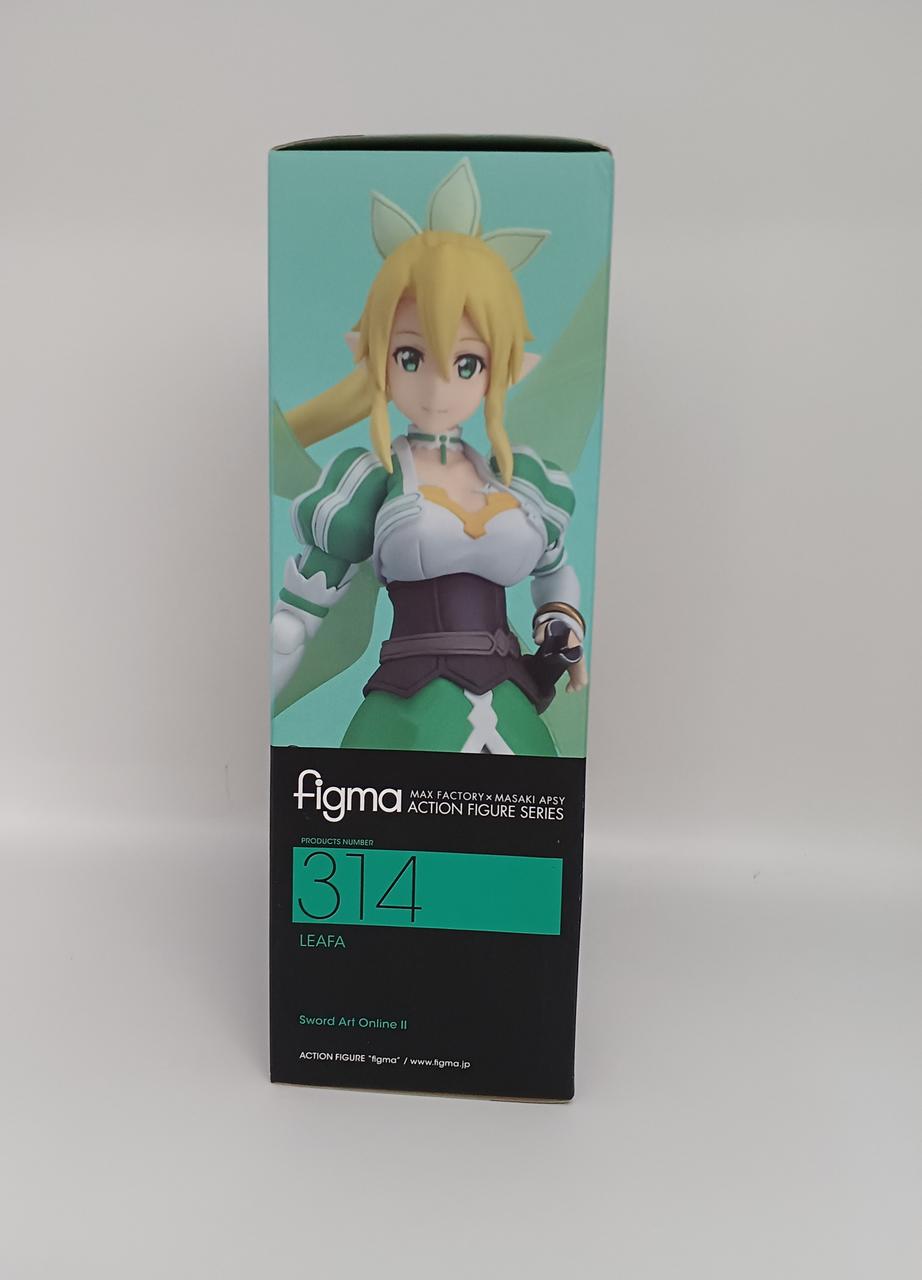 figma MAX FACTORY×MASAKI APSY
ACTION FIGURE SERIES
PRODUCTS NUMBER
314
LEAFA
Sword Art Online II
ACTION FIGURE "figma" / www.figma.jp